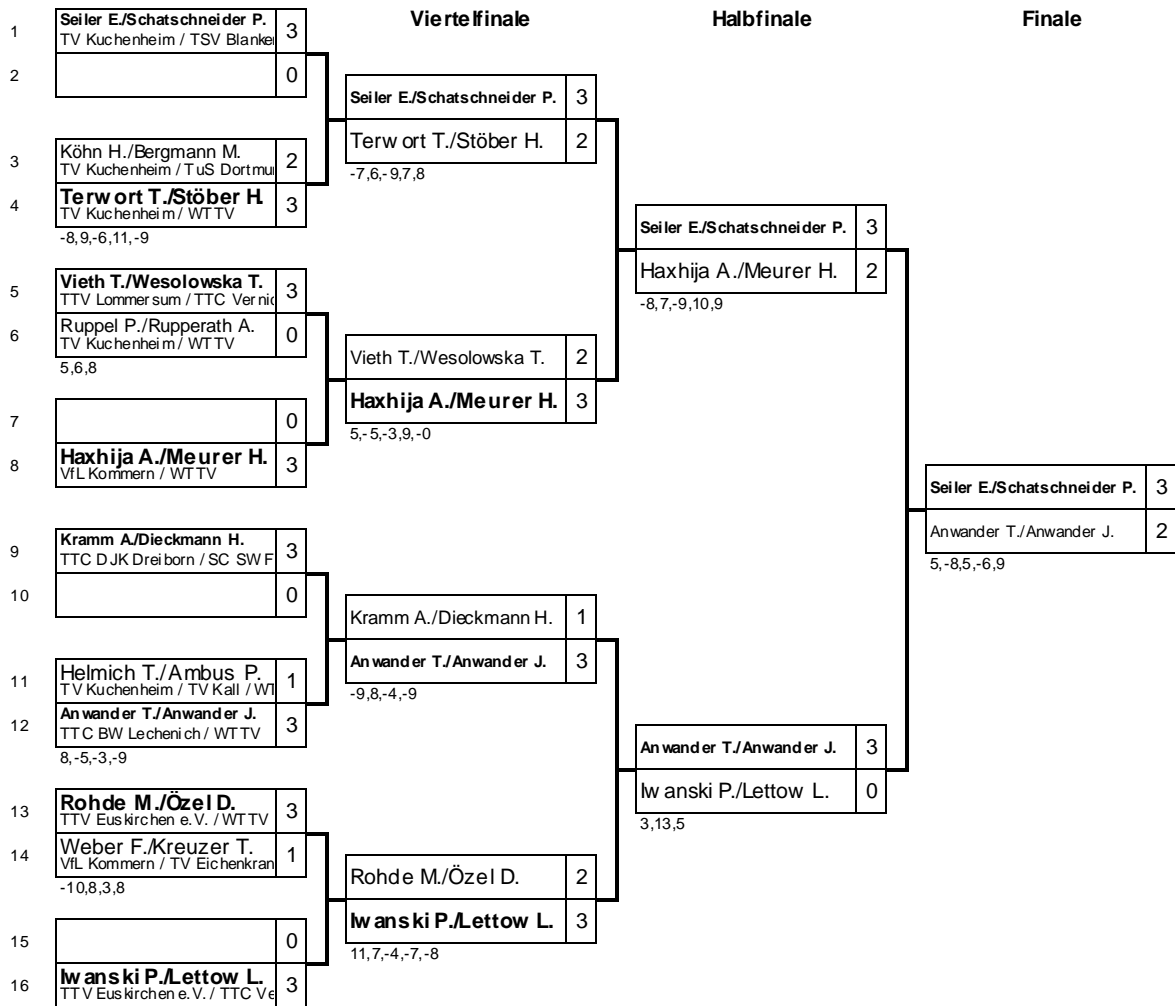 Viertelfinale Halbfinale Finale
1 Seiler E./Schatschneider P. 3
TV Kuchenheim / TSV Blanke
2 0
Seiler E./Schatschneider P. 3
Terwort T./Stöber H. 2
-7,6,-9,7,8
3 Köhn H./Bergmann M. 2
TV Kuchenheim / TuS Dortmu
4 Terwort T./Stöber H. 3
TV Kuchenheim / WTTV
-8,9,-6,11,-9
Seiler E./Schatschneider P. 3
Haxhija A./Meurer H. 2
-8,7,-9,10,9
5 Vieth T./Wesolowska T. 3
TTV Lommersum / TTC Vernic
6 Ruppel P./Rupperath A. 0
TV Kuchenheim / WTTV
5,6,8
Vieth T./Wesolowska T. 2
Haxhija A./Meurer H. 3
5,-5,-3,9,-0
7 0
8 Haxhija A./Meurer H. 3
VfL Kommern / WTTV
Seiler E./Schatschneider P. 3
Anwander T./Anwander J. 2
5,-8,5,-6,9
9 Kramm A./Dieckmann H. 3
TTC DJK Dreiborn / SC SW F
10 0
Kramm A./Dieckmann H. 1
Anwander T./Anwander J. 3
-9,8,-4,-9
11 Helmich T./Ambus P. 1
TV Kuchenheim / TV Kall / WT
12 Anwander T./Anwander J. 3
TTC BW Lechenich / WTTV
8,-5,-3,-9
Anwander T./Anwander J. 3
Iwanski P./Lettow L. 0
3,13,5
13 Rohde M./Özel D. 3
TTV Euskirchen e.V. / WTTV
14 Weber F./Kreuzer T. 1
VfL Kommern / TV Eichenkran
-10,8,3,8
Rohde M./Özel D. 2
Iwanski P./Lettow L. 3
11,7,-4,-7,-8
15 0
16 Iwanski P./Lettow L. 3
TTV Euskirchen e.V. / TTC Ve